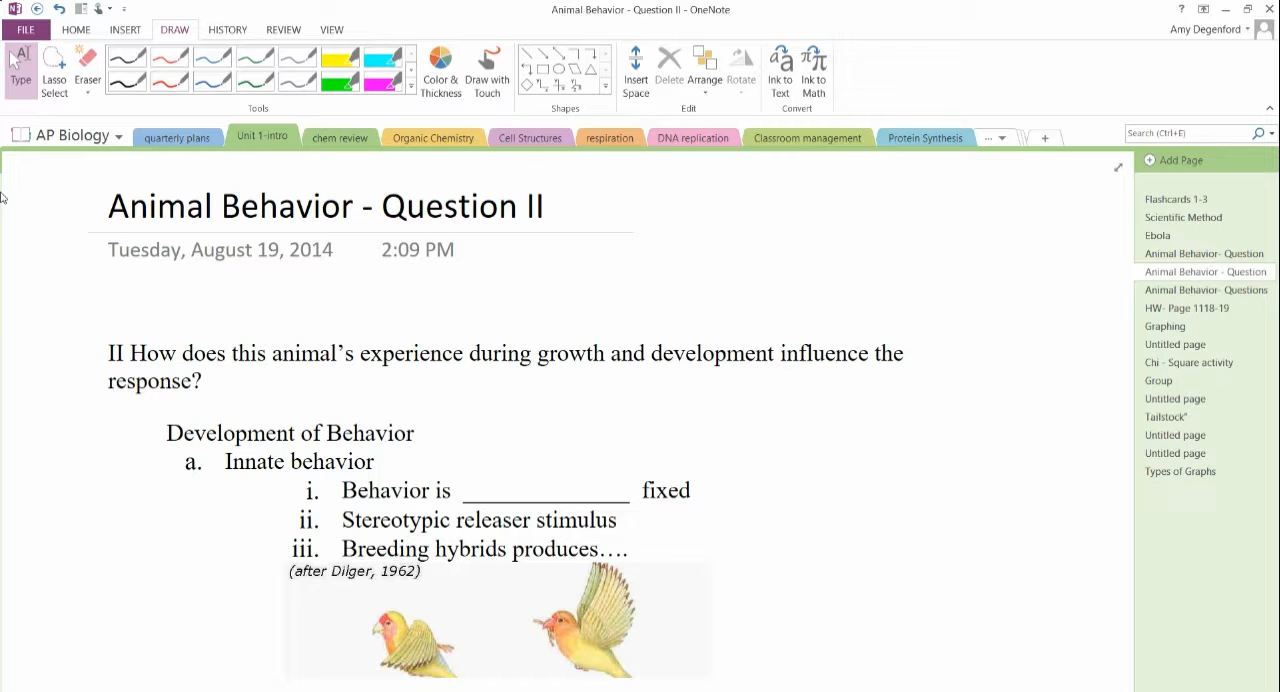 Animal Behavior - Question II - OneNote
?
Amy Degenford
FILE HOME INSERT DRAW HISTORY REVIEW VIEW
Type
Lasso Select
Eraser
Color & Thickness
Draw with Touch
Insert Space
Delete
Arrange
Rotate
Ink to Text
Ink to Math
Tools
Shapes
Edit
Convert
AP Biology
quarterly plans
Unit 1-intro
chem review
Organic Chemistry
Cell Structures
respiration
DNA replication
Classroom management
Protein Synthesis
...
+
Search (Ctrl+E)
Animal Behavior - Question II
Tuesday, August 19, 2014 2:09 PM
II How does this animal’s experience during growth and development influence the
response?
Development of Behavior
a. Innate behavior
i. Behavior is ______________ fixed
ii. Stereotypic releaser stimulus
iii. Breeding hybrids produces….
(after Dilger, 1962)
Add Page
Flashcards 1-3
Scientific Method
Ebola
Animal Behavior- Question
Animal Behavior - Question
Animal Behavior- Questions
HW- Page 1118-19
Graphing
Untitled page
Chi - Square activity
Group
Untitled page
Tailstock"
Untitled page
Untitled page
Types of Graphs